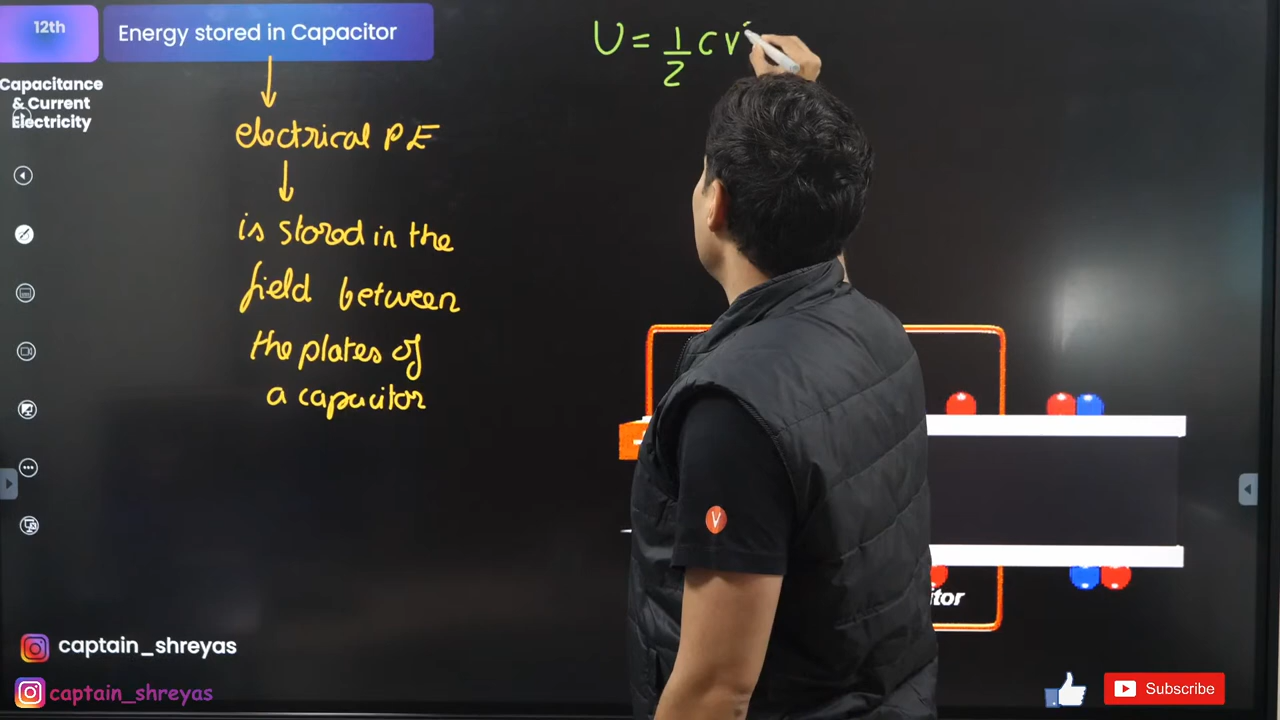 12th
Energy stored in Capacitor
Capacitance
& Current
Electricity
electrical PE
is stored in the
field between
the plates of
a capacitor
U = 1/2 C V
V
captain_shreyas
captain_shreyas
Subscribe